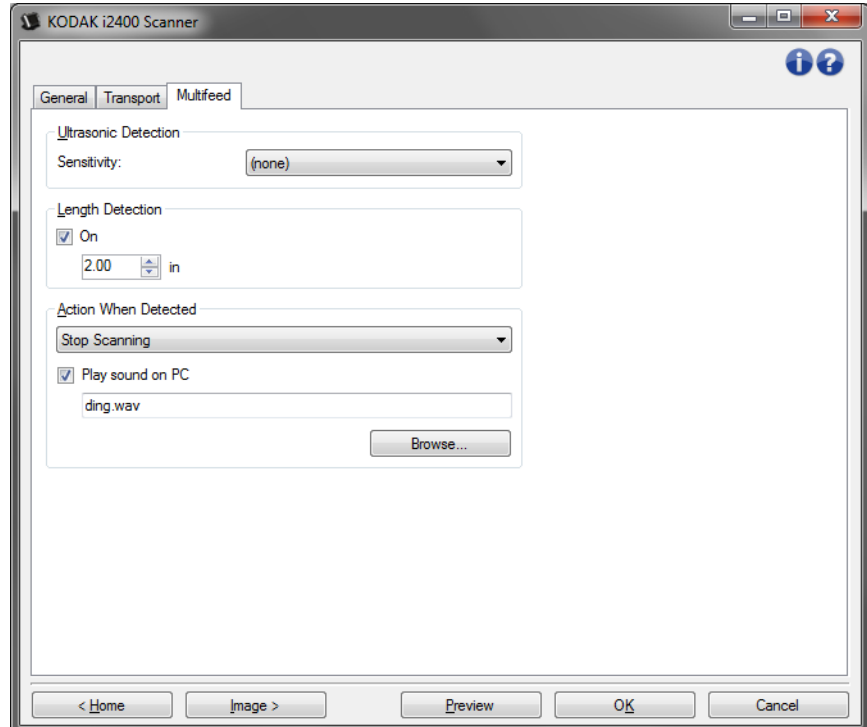 KODAK i2400 Scanner
General Transport Multifeed
Ultrasonic Detection
Sensitivity: (none)
Length Detection
On
2.00 in
Action When Detected
Stop Scanning
Play sound on PC
ding.wav
Browse...
< Home Image > Preview OK Cancel